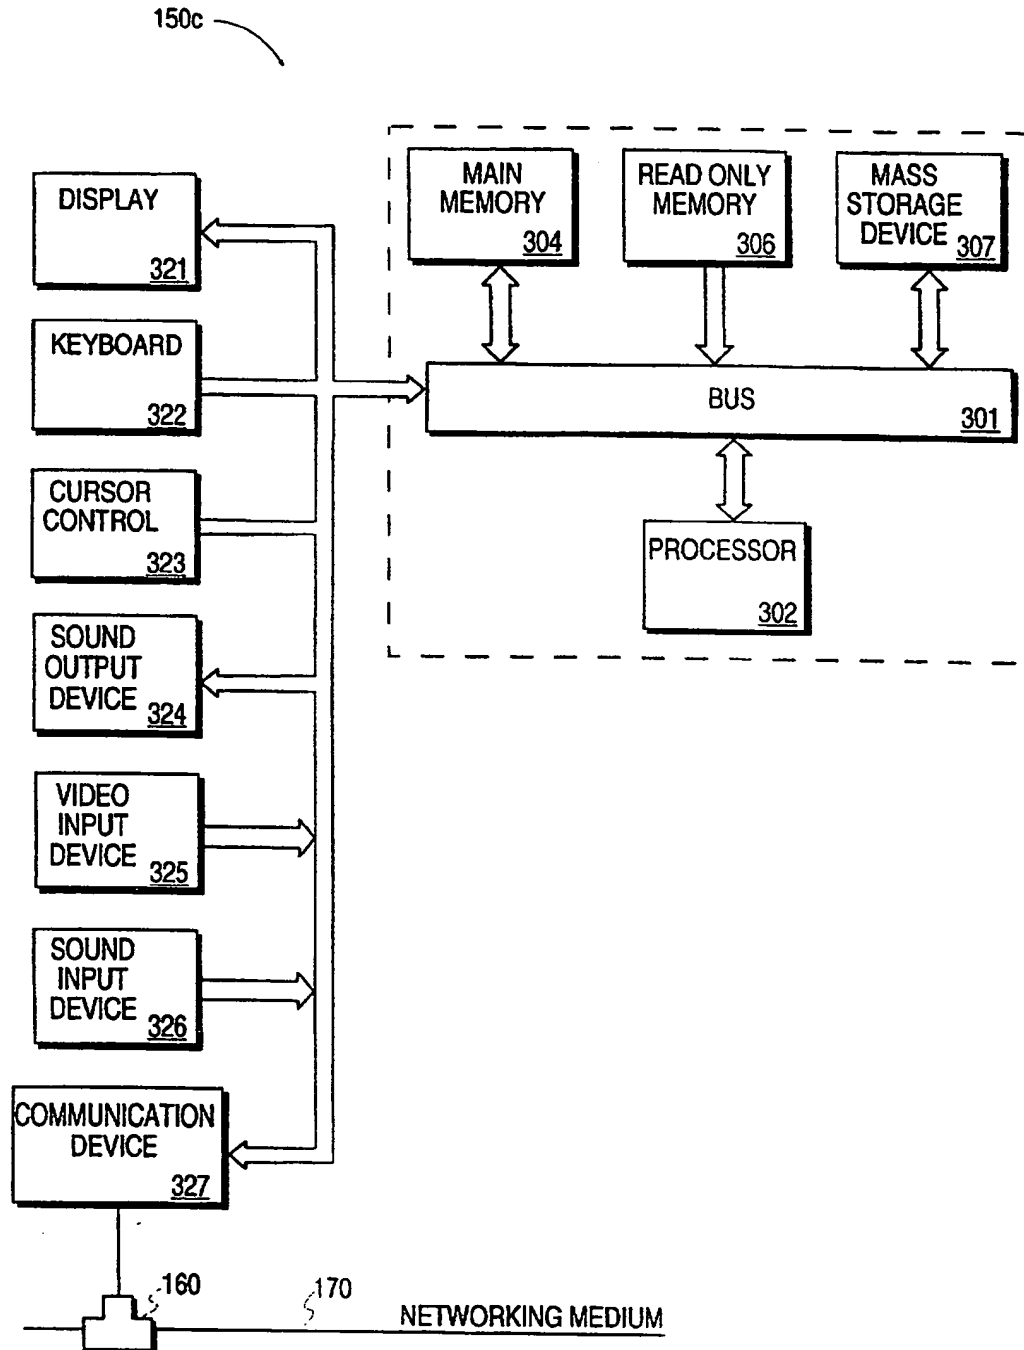 150c
DISPLAY
321
KEYBOARD
322
CURSOR
CONTROL
323
SOUND
OUTPUT
DEVICE
324
VIDEO
INPUT
DEVICE
325
SOUND
INPUT
DEVICE
326
COMMUNICATION
DEVICE
327
MAIN
MEMORY
304
READ ONLY
MEMORY
306
MASS
STORAGE
DEVICE
307
BUS
301
PROCESSOR
302
160
170
NETWORKING MEDIUM